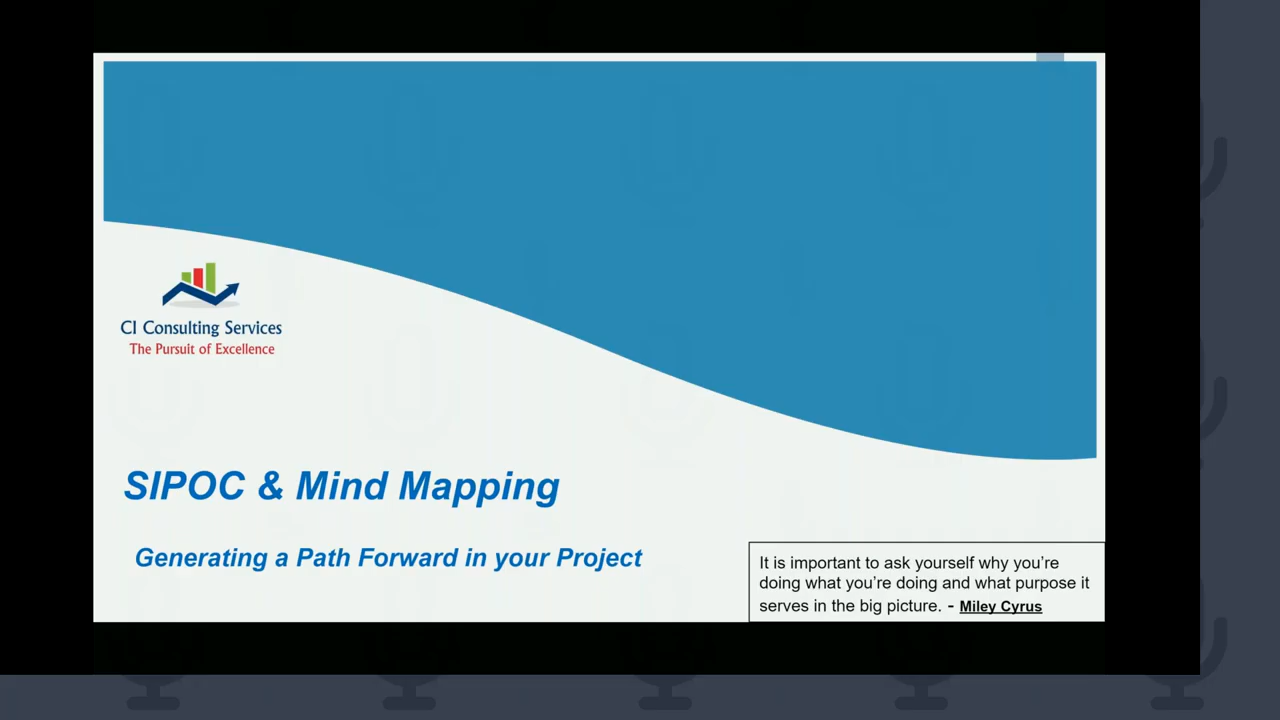 CI Consulting Services
The Pursuit of Excellence
SIPOC & Mind Mapping
Generating a Path Forward in your Project
It is important to ask yourself why you’re
doing what you’re doing and what purpose it
serves in the big picture. - Miley Cyrus